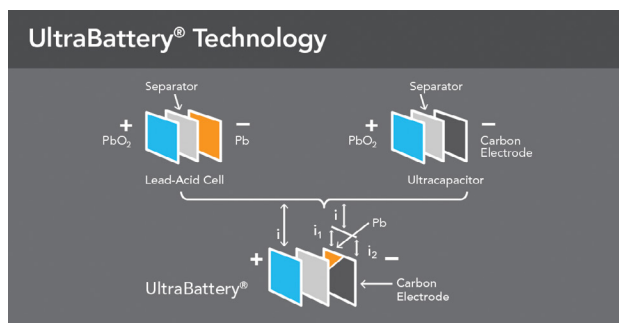 UltraBattery® Technology
Separator
+
PbO₂
−
Pb
Lead-Acid Cell
Separator
+
PbO₂
−
Carbon
Electrode
Ultracapacitor
i
i
i₁
Pb
i₂
+
−
UltraBattery®
Carbon
Electrode